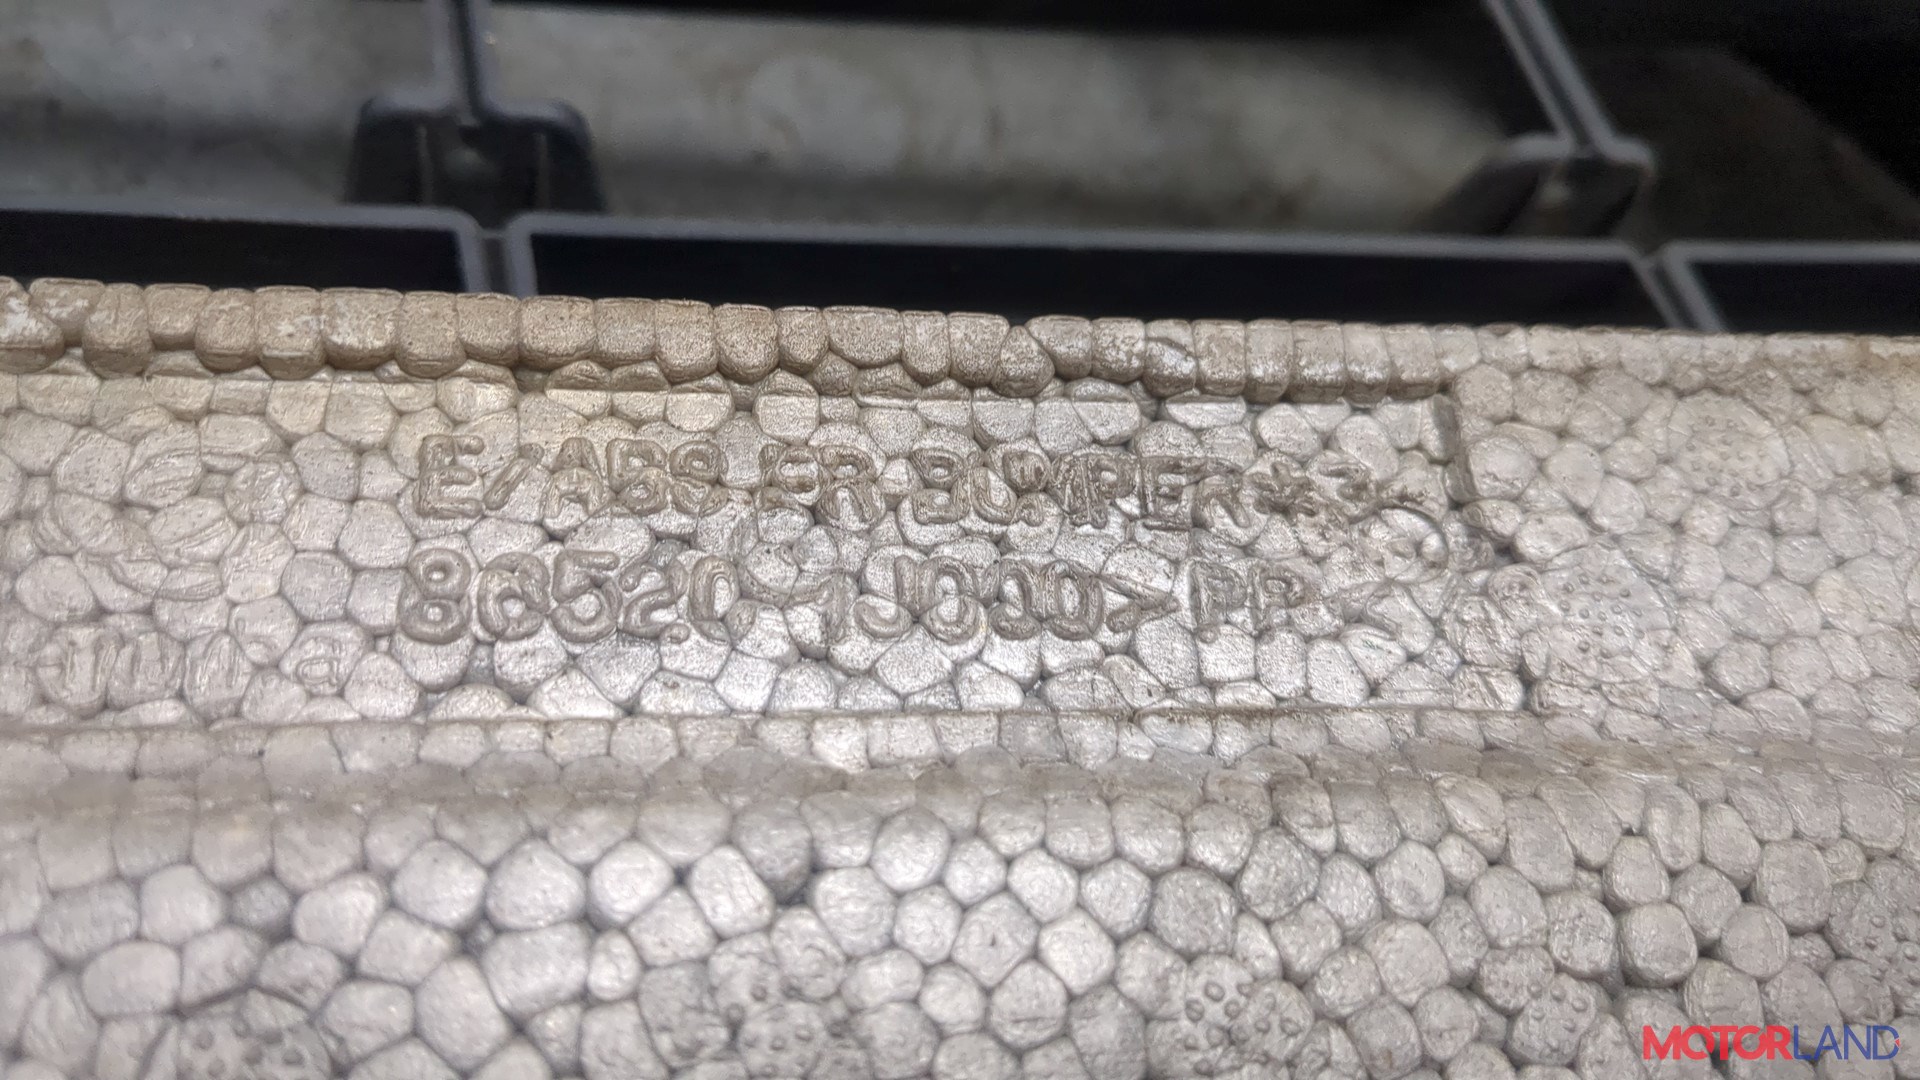 E/ABS FR BUMPER
86520-1J000 >PP<
MOTORLAND